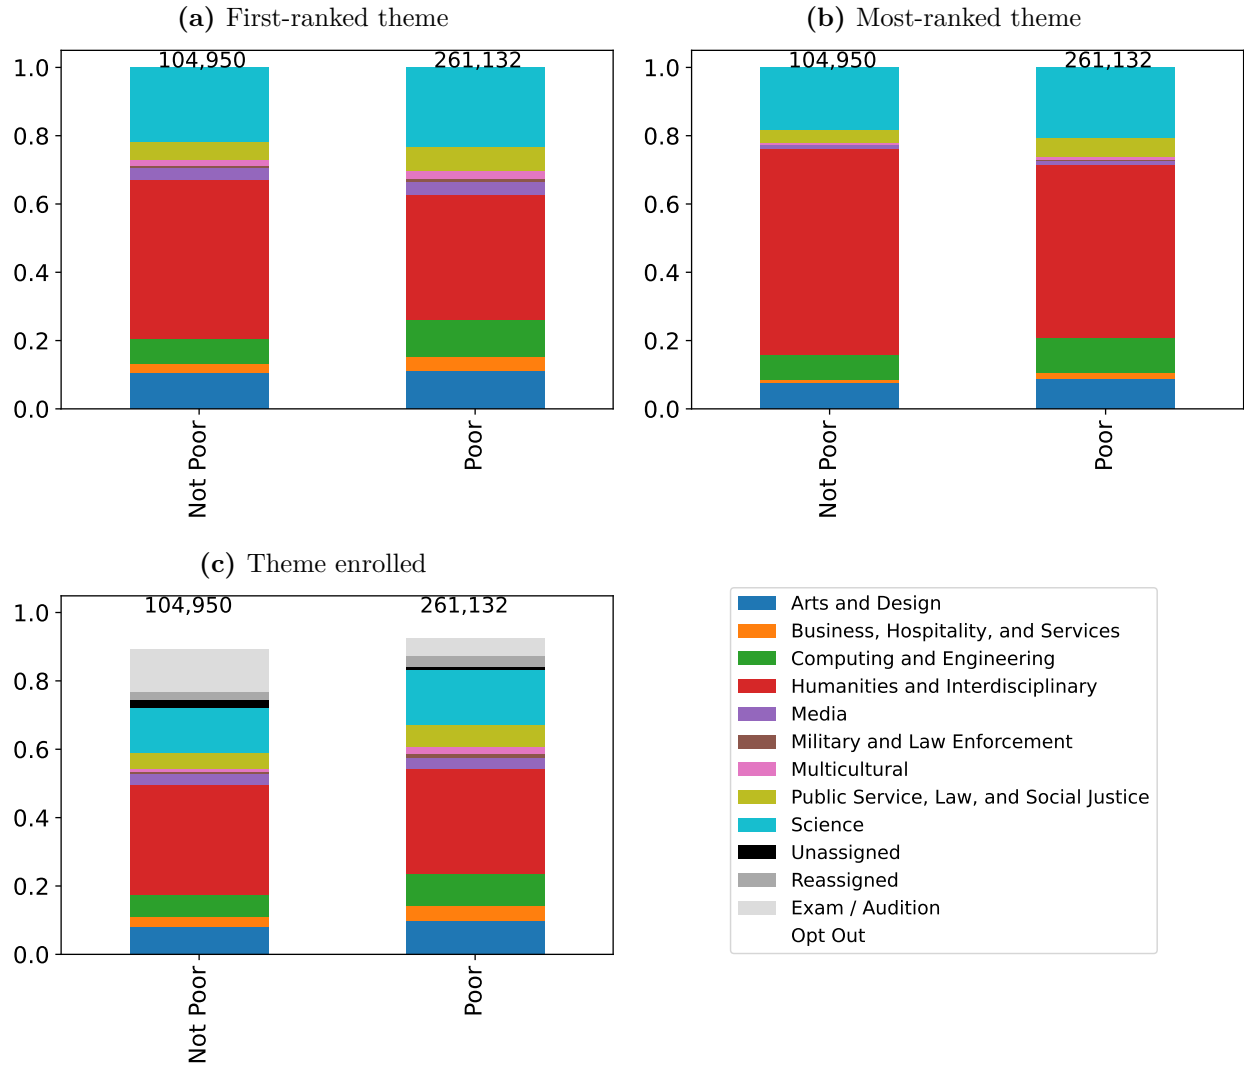 (a) First-ranked theme
104,950 261,132
1.0
0.8
0.6
0.4
0.2
0.0
Not Poor
Poor
(b) Most-ranked theme
104,950 261,132
1.0
0.8
0.6
0.4
0.2
0.0
Not Poor
Poor
(c) Theme enrolled
104,950 261,132
1.0
0.8
0.6
0.4
0.2
0.0
Not Poor
Poor
Arts and Design
Business, Hospitality, and Services
Computing and Engineering
Humanities and Interdisciplinary
Media
Military and Law Enforcement
Multicultural
Public Service, Law, and Social Justice
Science
Unassigned
Reassigned
Exam / Audition
Opt Out